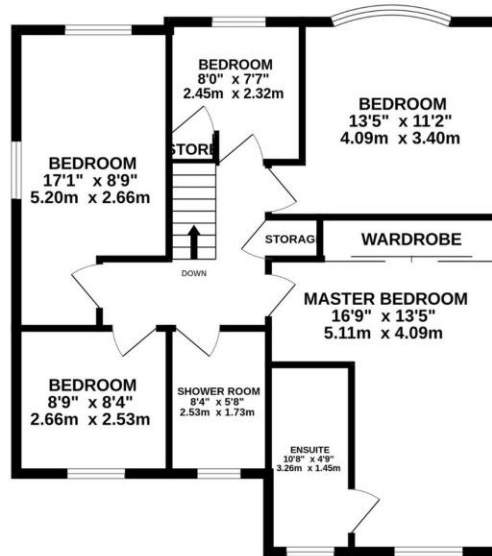 BEDROOM
8'0" x 7'7"
2.45m x 2.32m
BEDROOM
13'5" x 11'2"
4.09m x 3.40m
STORE
BEDROOM
17'1" x 8'9"
5.20m x 2.66m
STORAGE
WARDROBE
DOWN
MASTER BEDROOM
16'9" x 13'5"
5.11m x 4.09m
BEDROOM
8'9" x 8'4"
2.66m x 2.53m
SHOWER ROOM
8'4" x 5'8"
2.53m x 1.73m
ENSUITE
10'8" x 4'9"
3.26m x 1.45m